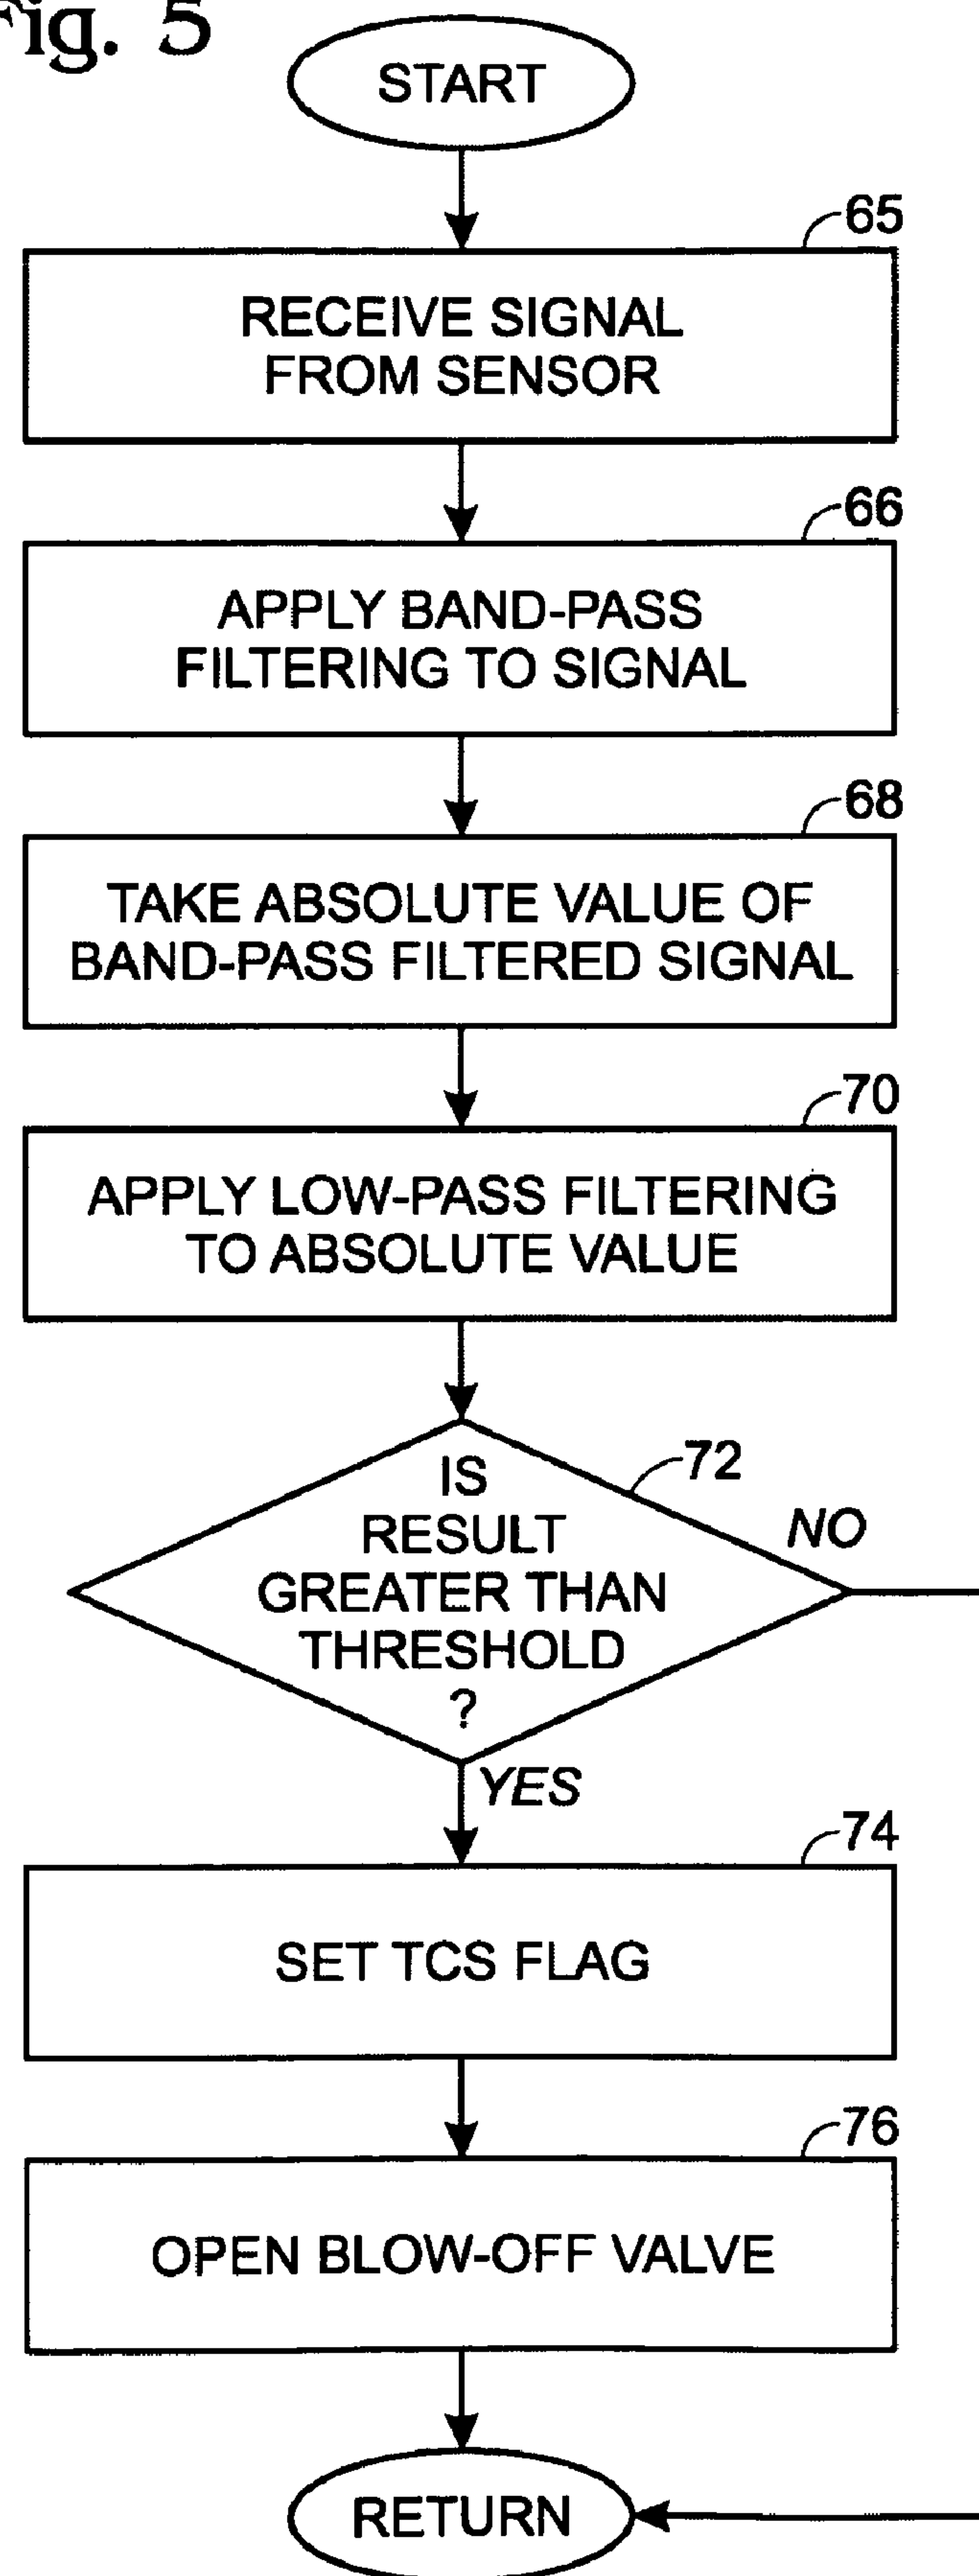 Fig. 5
START
65
RECEIVE SIGNAL
FROM SENSOR
66
APPLY BAND-PASS
FILTERING TO SIGNAL
68
TAKE ABSOLUTE VALUE OF
BAND-PASS FILTERED SIGNAL
70
APPLY LOW-PASS FILTERING
TO ABSOLUTE VALUE
72
IS
RESULT
GREATER THAN
THRESHOLD
?
NO
YES
74
SET TCS FLAG
76
OPEN BLOW-OFF VALVE
RETURN